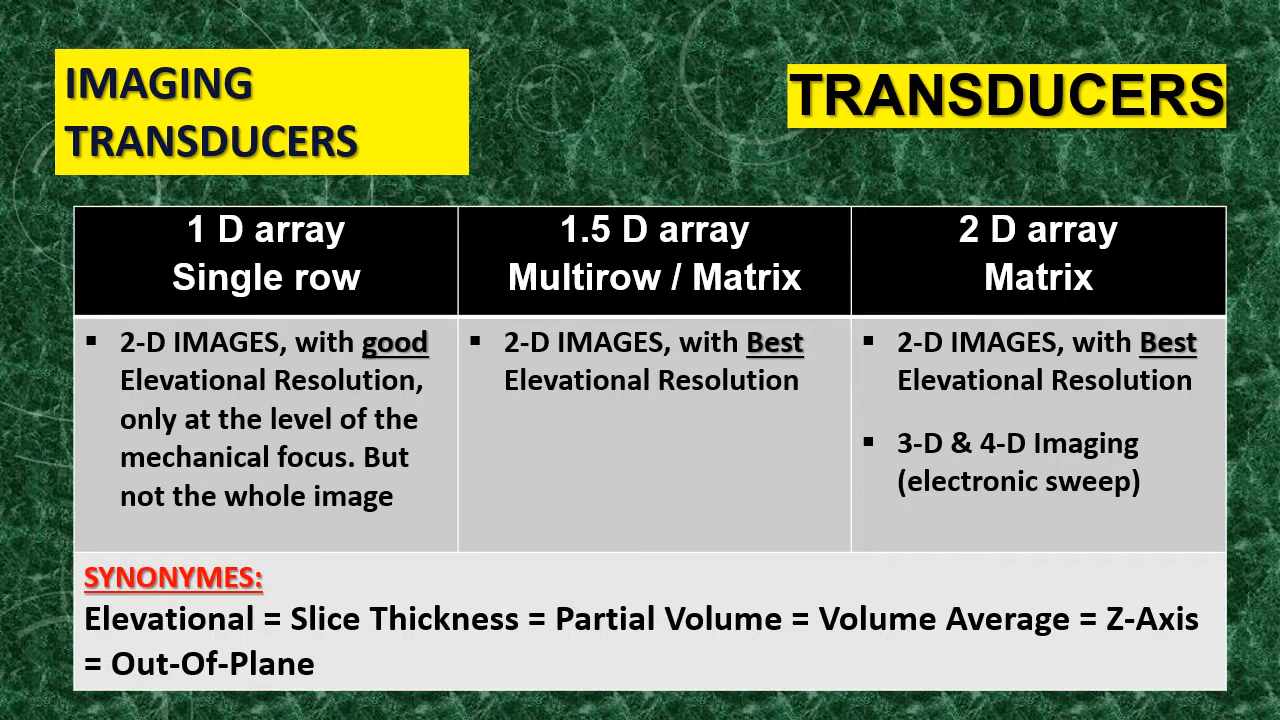 IMAGING
TRANSDUCERS
TRANSDUCERS
1 D array
Single row
1.5 D array
Multirow / Matrix
2 D array
Matrix
▪ 2-D IMAGES, with good
Elevational Resolution,
only at the level of the
mechanical focus. But
not the whole image
▪ 2-D IMAGES, with Best
Elevational Resolution
▪ 2-D IMAGES, with Best
Elevational Resolution
▪ 3-D & 4-D Imaging
(electronic sweep)
SYNONYMES:
Elevational = Slice Thickness = Partial Volume = Volume Average = Z-Axis
= Out-Of-Plane